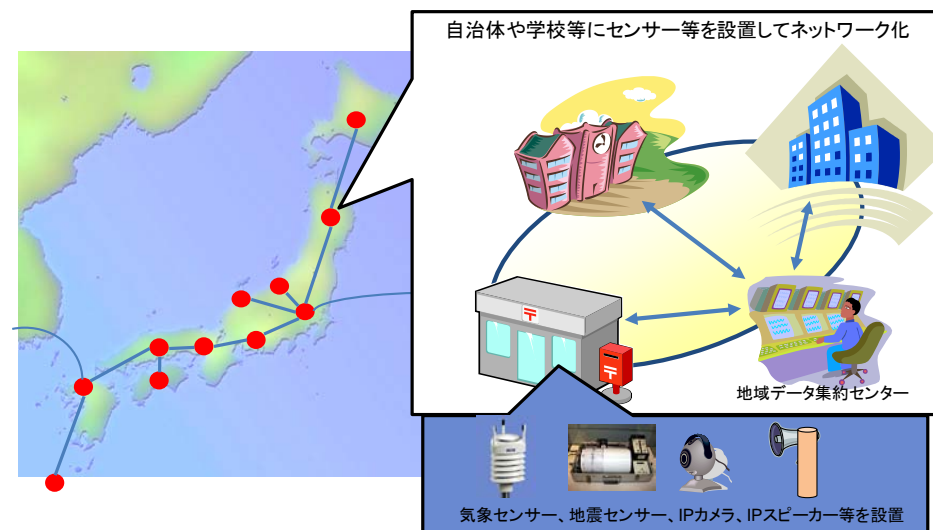 自治体や学校等にセンサー等を設置してネットワーク化
〒
〒
地域データ集約センター
気象センサー、地震センサー、IPカメラ、IPスピーカー等を設置